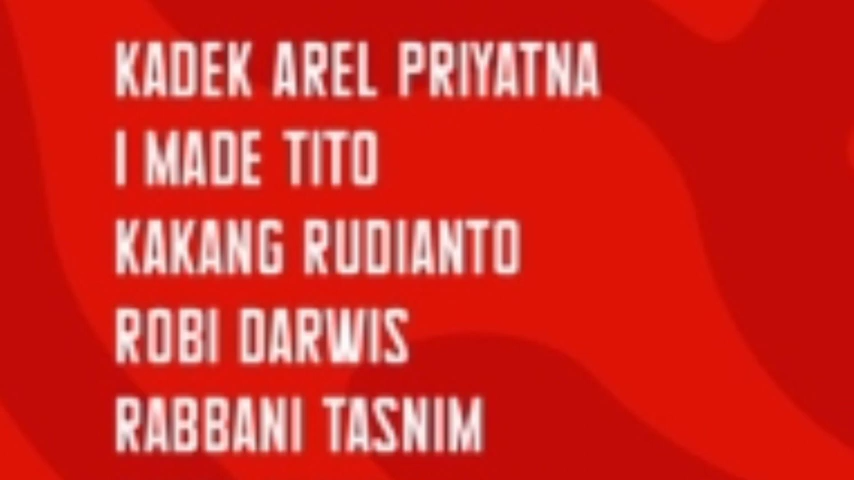 KADEK AREL PRIYATNA
I MADE TITO
KAKANG RUDIANTO
ROBI DARWIS
RABBANI TASNIM